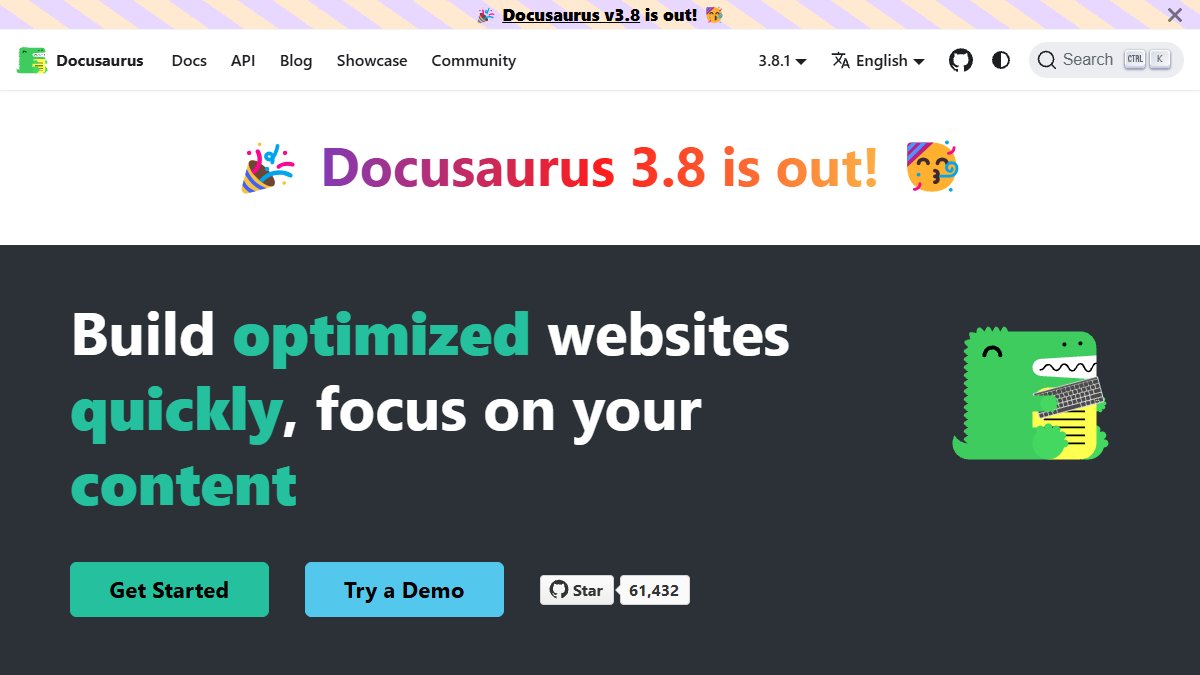 🎉 Docusaurus v3.8 is out! 🥳
Docusaurus Docs API Blog Showcase Community 3.8.1 English Search CTRL K
🎉 Docusaurus 3.8 is out! 🥳
Build optimized websites
quickly, focus on your
content
Get Started Try a Demo Star 61,432